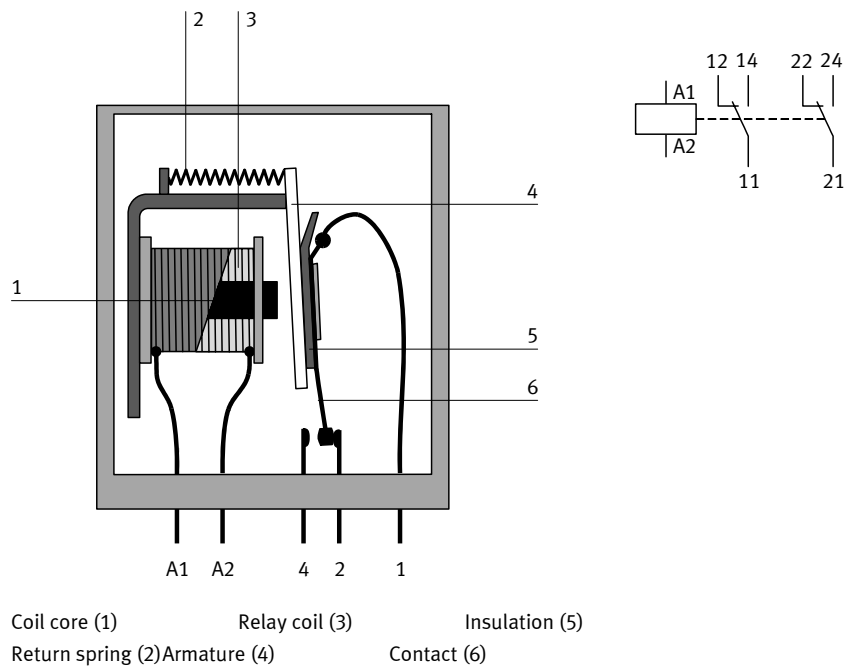 2 3
12 14 22 24
A1
A2
11 21
4
1
5
6
A1 A2 4 2 1
Coil core (1) Relay coil (3) Insulation (5)
Return spring (2)Armature (4) Contact (6)